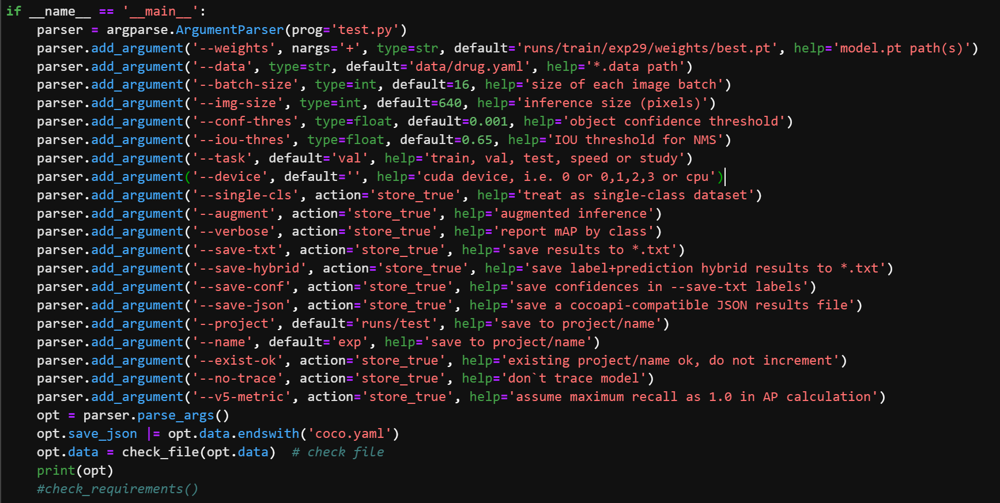 if __name__ == '__main__':
    parser = argparse.ArgumentParser(prog='test.py')
    parser.add_argument('--weights', nargs='+', type=str, default='runs/train/exp29/weights/best.pt', help='model.pt path(s)')
    parser.add_argument('--data', type=str, default='data/drug.yaml', help='*.data path')
    parser.add_argument('--batch-size', type=int, default=16, help='size of each image batch')
    parser.add_argument('--img-size', type=int, default=640, help='inference size (pixels)')
    parser.add_argument('--conf-thres', type=float, default=0.001, help='object confidence threshold')
    parser.add_argument('--iou-thres', type=float, default=0.65, help='IOU threshold for NMS')
    parser.add_argument('--task', default='val', help='train, val, test, speed or study')
    parser.add_argument('--device', default='', help='cuda device, i.e. 0 or 0,1,2,3 or cpu')
    parser.add_argument('--single-cls', action='store_true', help='treat as single-class dataset')
    parser.add_argument('--augment', action='store_true', help='augmented inference')
    parser.add_argument('--verbose', action='store_true', help='report mAP by class')
    parser.add_argument('--save-txt', action='store_true', help='save results to *.txt')
    parser.add_argument('--save-hybrid', action='store_true', help='save label+prediction hybrid results to *.txt')
    parser.add_argument('--save-conf', action='store_true', help='save confidences in --save-txt labels')
    parser.add_argument('--save-json', action='store_true', help='save a cocoapi-compatible JSON results file')
    parser.add_argument('--project', default='runs/test', help='save to project/name')
    parser.add_argument('--name', default='exp', help='save to project/name')
    parser.add_argument('--exist-ok', action='store_true', help='existing project/name ok, do not increment')
    parser.add_argument('--no-trace', action='store_true', help='don`t trace model')
    parser.add_argument('--v5-metric', action='store_true', help='assume maximum recall as 1.0 in AP calculation')
    opt = parser.parse_args()
    opt.save_json |= opt.data.endswith('coco.yaml')
    opt.data = check_file(opt.data)  # check file
    print(opt)
    #check_requirements()